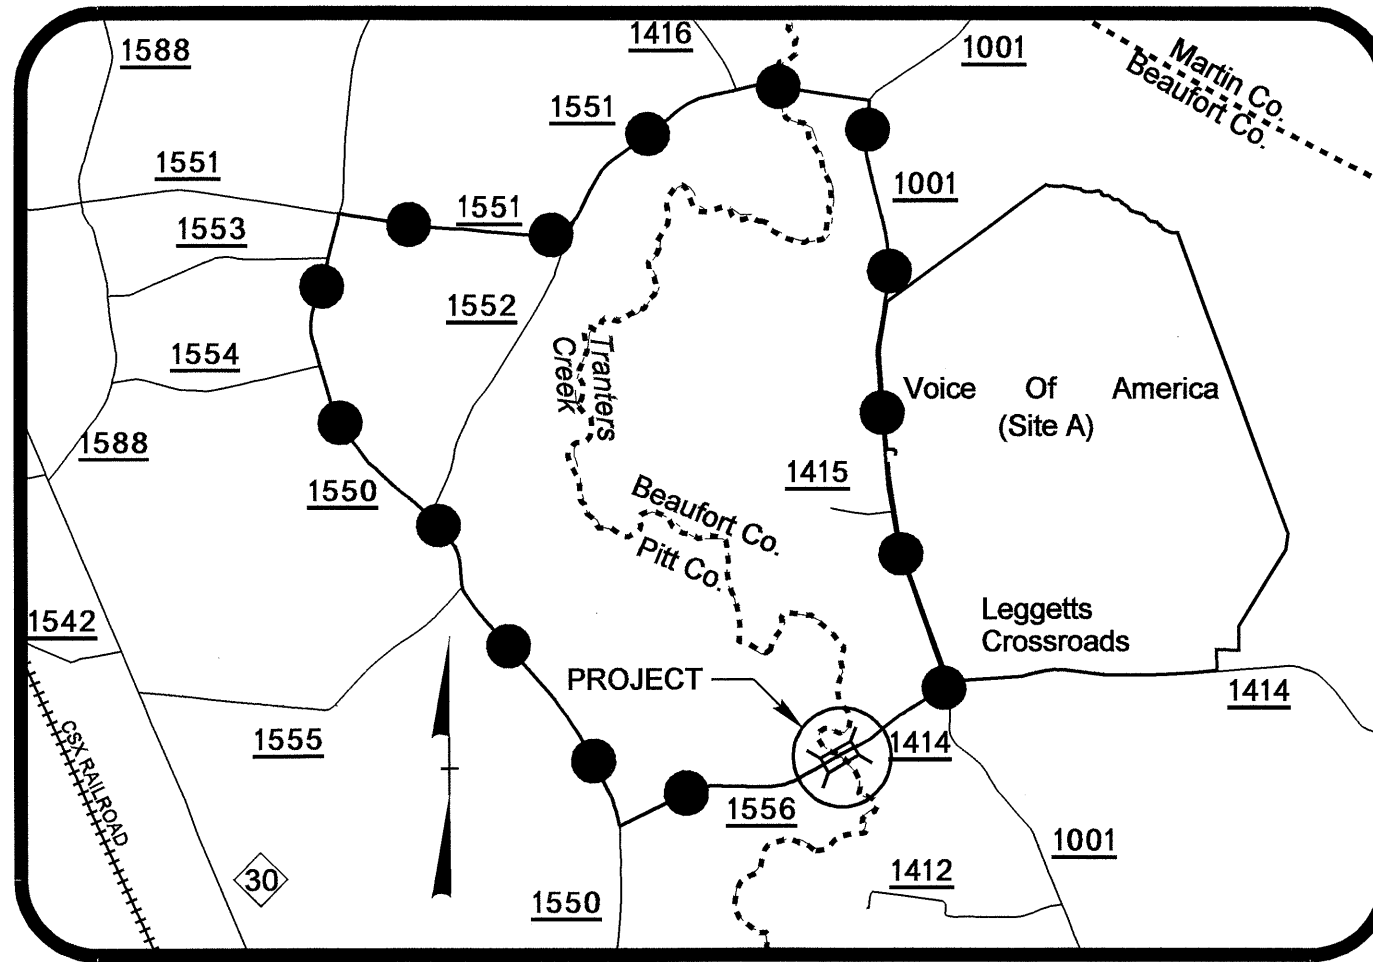 1588
1416
1001
Martin Co.
Beaufort Co.
1551
1551
1551
1001
1553
1552
1554
Tranters
Creek
Voice Of America
(Site A)
1588
1415
1550
Beaufort Co.
Pitt Co.
1542
Leggetts
Crossroads
PROJECT
1414
1555
1414
CSX RAILROAD
1556
1001
30
1412
1550